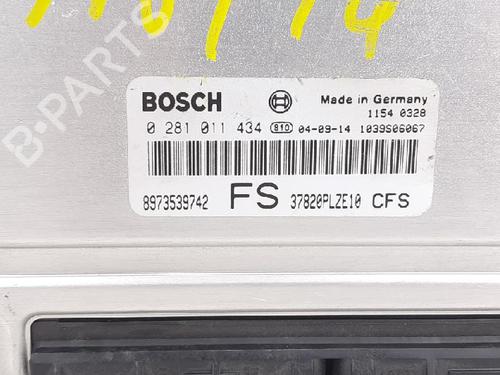 BOSCH
Made in Germany
1154 0328
0 281 011 434 810 04-09-14 1039S06067
8973539742 FS 37820PLZE10 CFS
B-PARTS